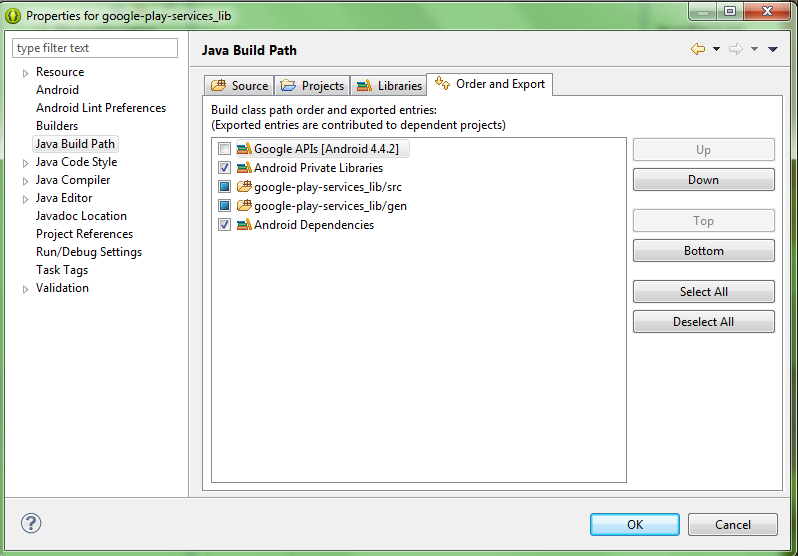 Properties for google-play-services_lib
type filter text
Resource
Android
Android Lint Preferences
Builders
Java Build Path
Java Code Style
Java Compiler
Java Editor
Javadoc Location
Project References
Run/Debug Settings
Task Tags
Validation
Java Build Path
Source Projects Libraries Order and Export
Build class path order and exported entries:
(Exported entries are contributed to dependent projects)
Google APIs [Android 4.4.2]
Android Private Libraries
google-play-services_lib/src
google-play-services_lib/gen
Android Dependencies
Up
Down
Top
Bottom
Select All
Deselect All
?
OK Cancel